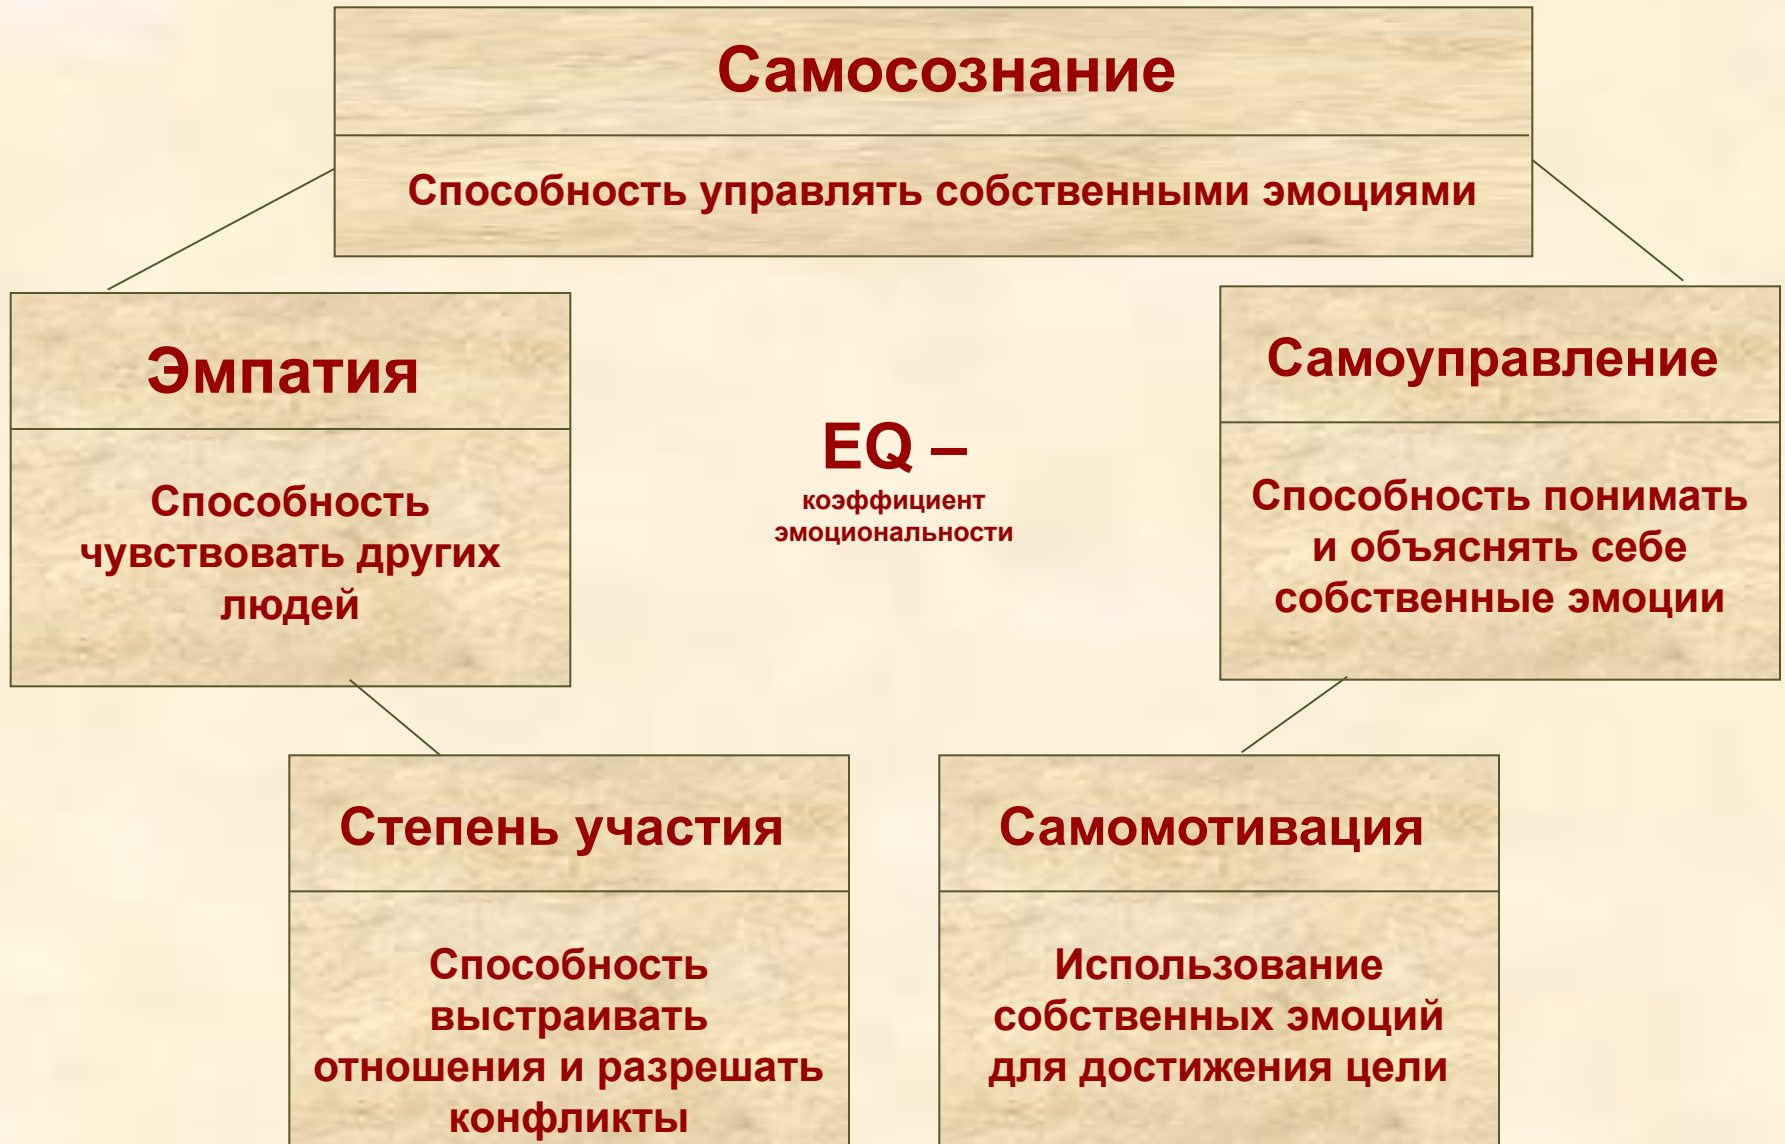 Самосознание
Способность управлять собственными эмоциями
Эмпатия
Способность
чувствовать других
людей
EQ –
коэффициент
эмоциональности
Самоуправление
Способность понимать
и объяснять себе
собственные эмоции
Степень участия
Способность
выстраивать
отношения и разрешать
конфликты
Самомотивация
Использование
собственных эмоций
для достижения цели